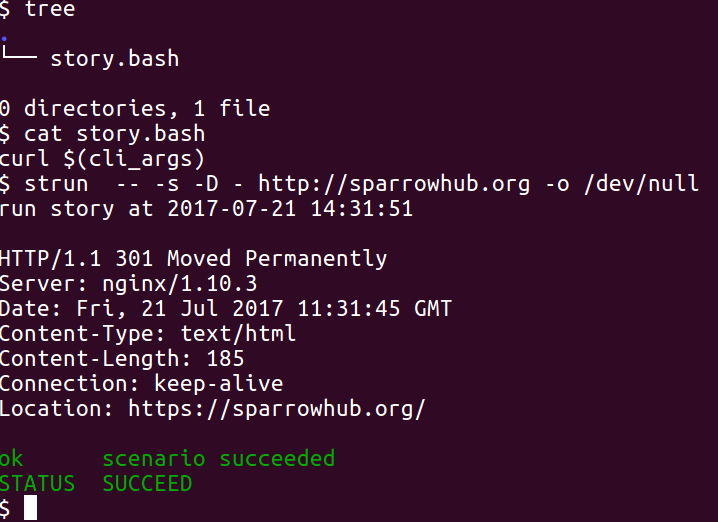 $ tree
.
└── story.bash
0 directories, 1 file
$ cat story.bash
curl $(cli_args)
$ strun  -- -s -D - http://sparrowhub.org -o /dev/null
run story at 2017-07-21 14:31:51
HTTP/1.1 301 Moved Permanently
Server: nginx/1.10.3
Date: Fri, 21 Jul 2017 11:31:45 GMT
Content-Type: text/html
Content-Length: 185
Connection: keep-alive
Location: https://sparrowhub.org/
ok      scenario succeeded
STATUS  SUCCEED
$